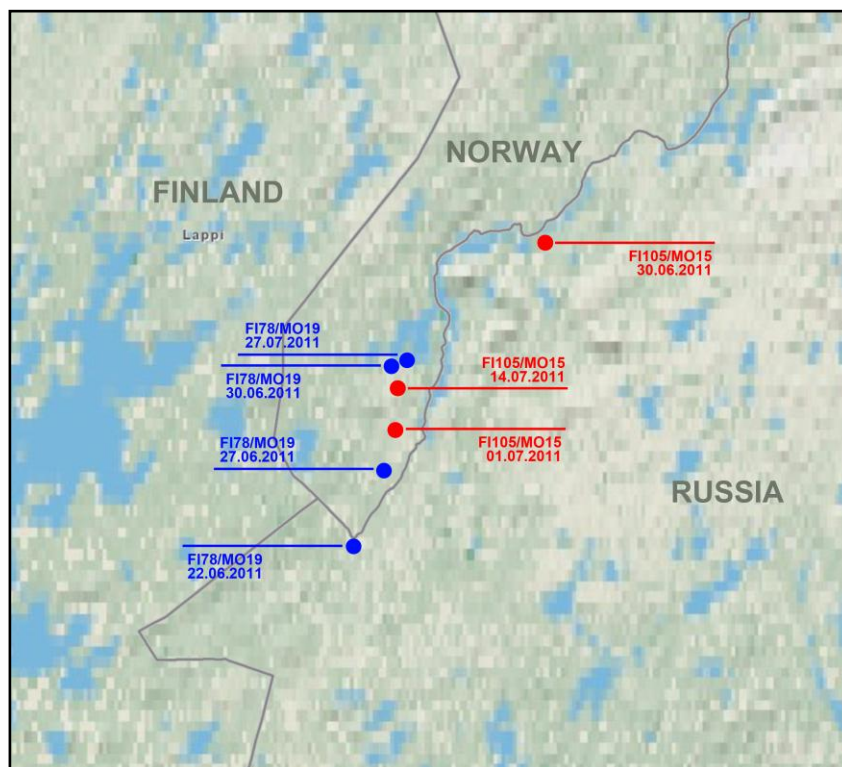 NORWAY
FINLAND
Lappi
FI105/MO15
30.06.2011
FI78/MO19
27.07.2011
FI78/MO19
30.06.2011
FI105/MO15
14.07.2011
FI78/MO19
27.06.2011
FI105/MO15
01.07.2011
RUSSIA
FI78/MO19
22.06.2011